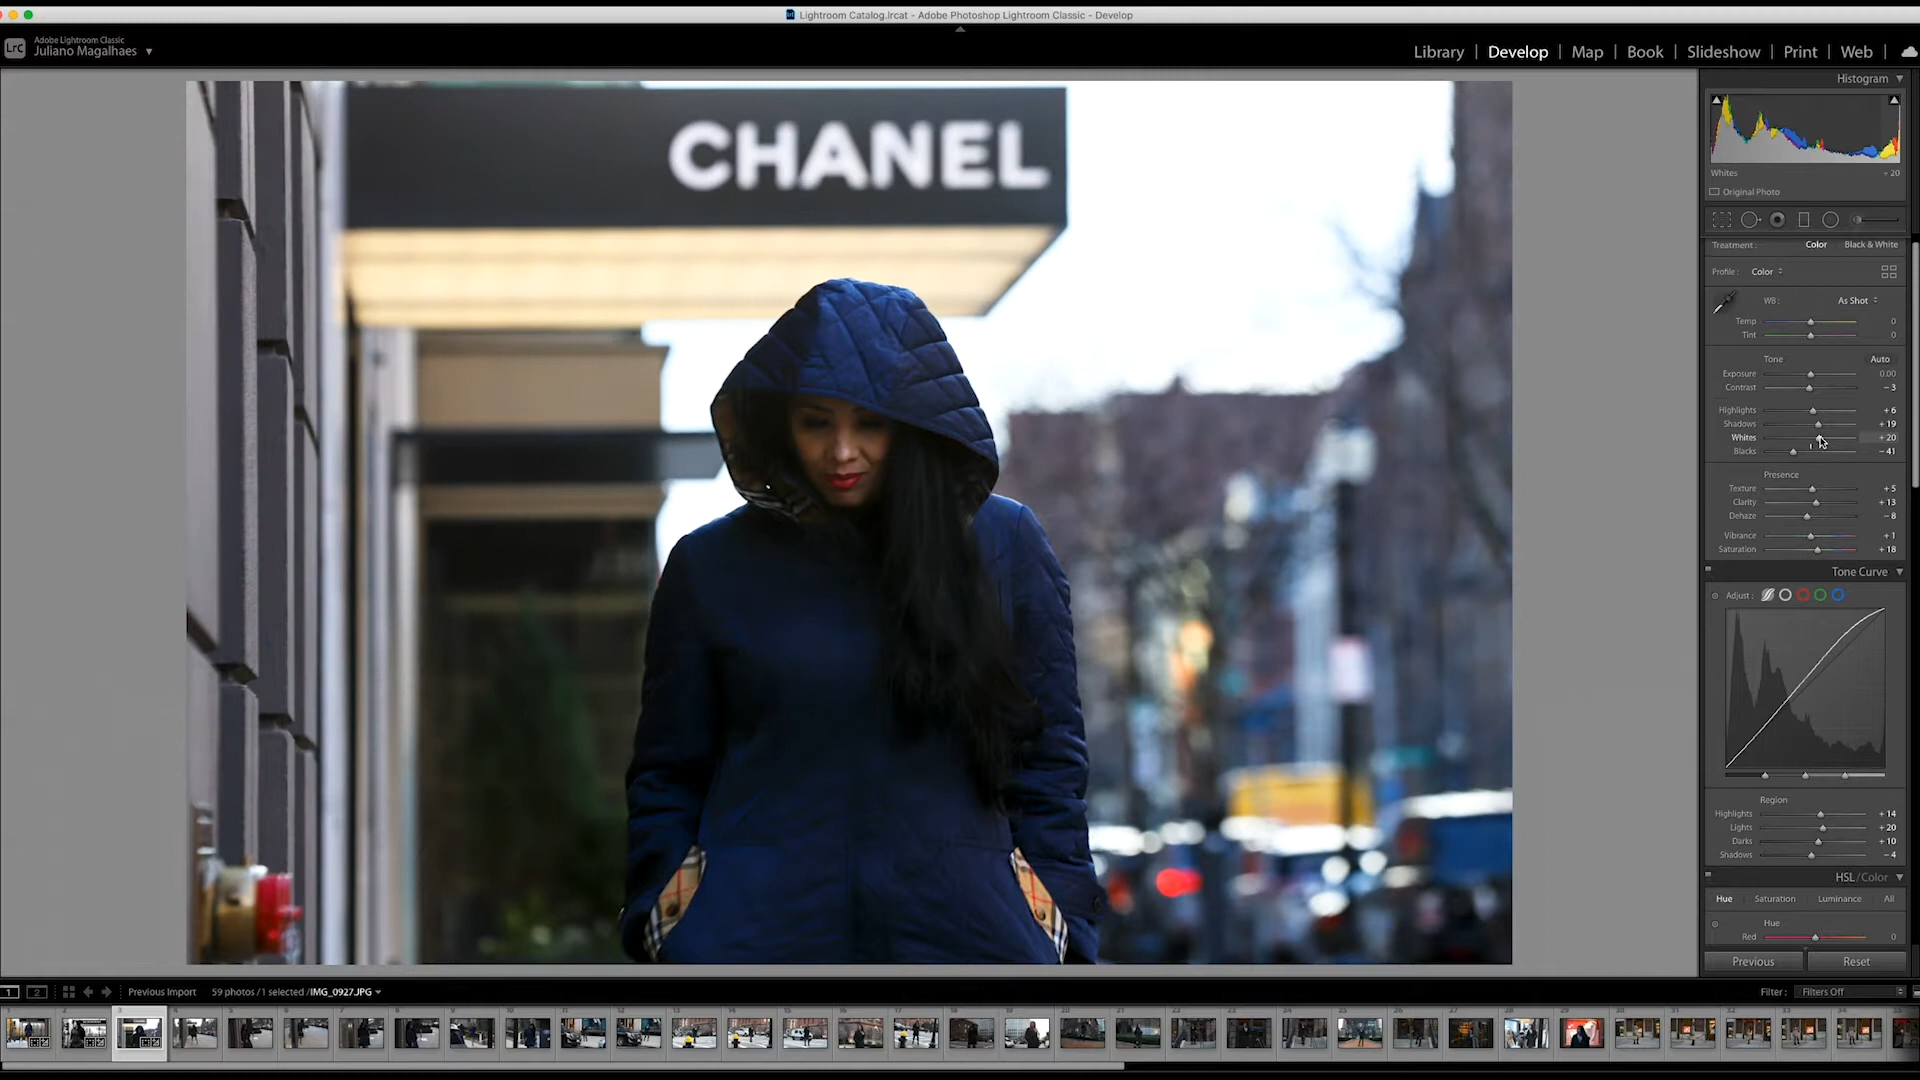 Lightroom Catalog.lrcat - Adobe Photoshop Lightroom Classic - Develop
LrC
Adobe Lightroom Classic
Juliano Magalhaes
Library | Develop | Map | Book | Slideshow | Print | Web
CHANEL
Histogram
Whites + 20
Original Photo
Treatment : Color Black & White
Profile : Color
WB : As Shot
Temp 0
Tint 0
Tone Auto
Exposure 0.00
Contrast - 3
Highlights + 6
Shadows + 19
Whites + 20
Blacks - 41
Presence
Texture + 5
Clarity + 13
Dehaze - 8
Vibrance + 1
Saturation + 18
Tone Curve
Adjust :
Region
Highlights + 14
Lights + 20
Darks + 10
Shadows - 4
HSL / Color
Hue Saturation Luminance All
Hue
Red 0
Previous Reset
1 2 Previous Import 59 photos / 1 selected / IMG_0927.JPG
Filter : Filters Off